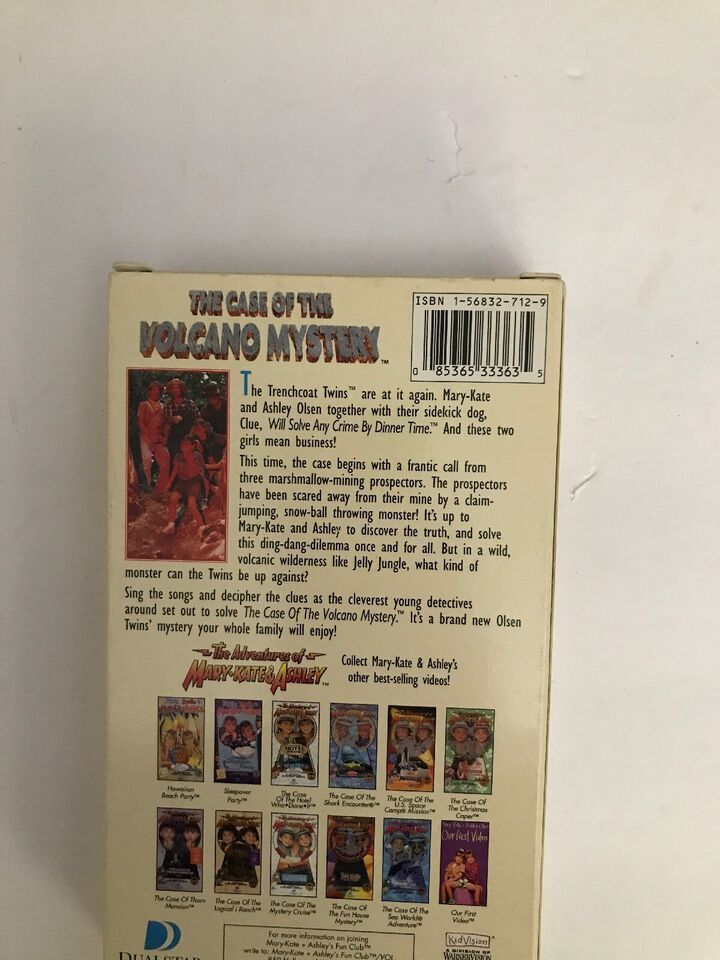 THE CASE OF THE
VOLCANO MYSTERY™
ISBN 1-56832-712-9
0 85365 33363 5
The Trenchcoat Twins™ are at it again. Mary-Kate
and Ashley Olsen together with their sidekick dog,
Clue, Will Solve Any Crime By Dinner Time.™ And these two
girls mean business!
This time, the case begins with a frantic call from
three marshmallow-mining prospectors. The prospectors
have been scared away from their mine by a claim-
jumping, snow-ball throwing monster! It's up to
Mary-Kate and Ashley to discover the truth, and solve
this ding-dang-dilemma once and for all. But in a wild,
volcanic wilderness like Jelly Jungle, what kind of
monster can the Twins be up against?
Sing the songs and decipher the clues as the cleverest young detectives
around set out to solve The Case Of The Volcano Mystery.™ It's a brand new Olsen
Twins' mystery your whole family will enjoy!
The Adventures of
MARY-KATE & ASHLEY™
Collect Mary-Kate & Ashley's
other best-selling videos!
Hawaiian
Beach Party™
Sleepover
Party™
The Case
Of The Hotel
Who•Done•It™
The Case Of The
Shark Encounter®™
The Case Of The
U.S. Space
Camp® Mission™
The Case Of
The Christmas
Caper™
The Case Of Thorn
Mansion™
The Case Of The
Logical i Ranch™
The Case Of The
Mystery Cruise™
The Case Of
The Fun House
Mystery™
The Case Of The
Sea World®
Adventure™
Our First Video
Our First
Video™
DUALSTAR
For more information on joining
Mary-Kate + Ashley's Fun Club™
write to: Mary-Kate + Ashley's Fun Club™/VOL
KidVision
A DIVISION OF
WARNERVISION